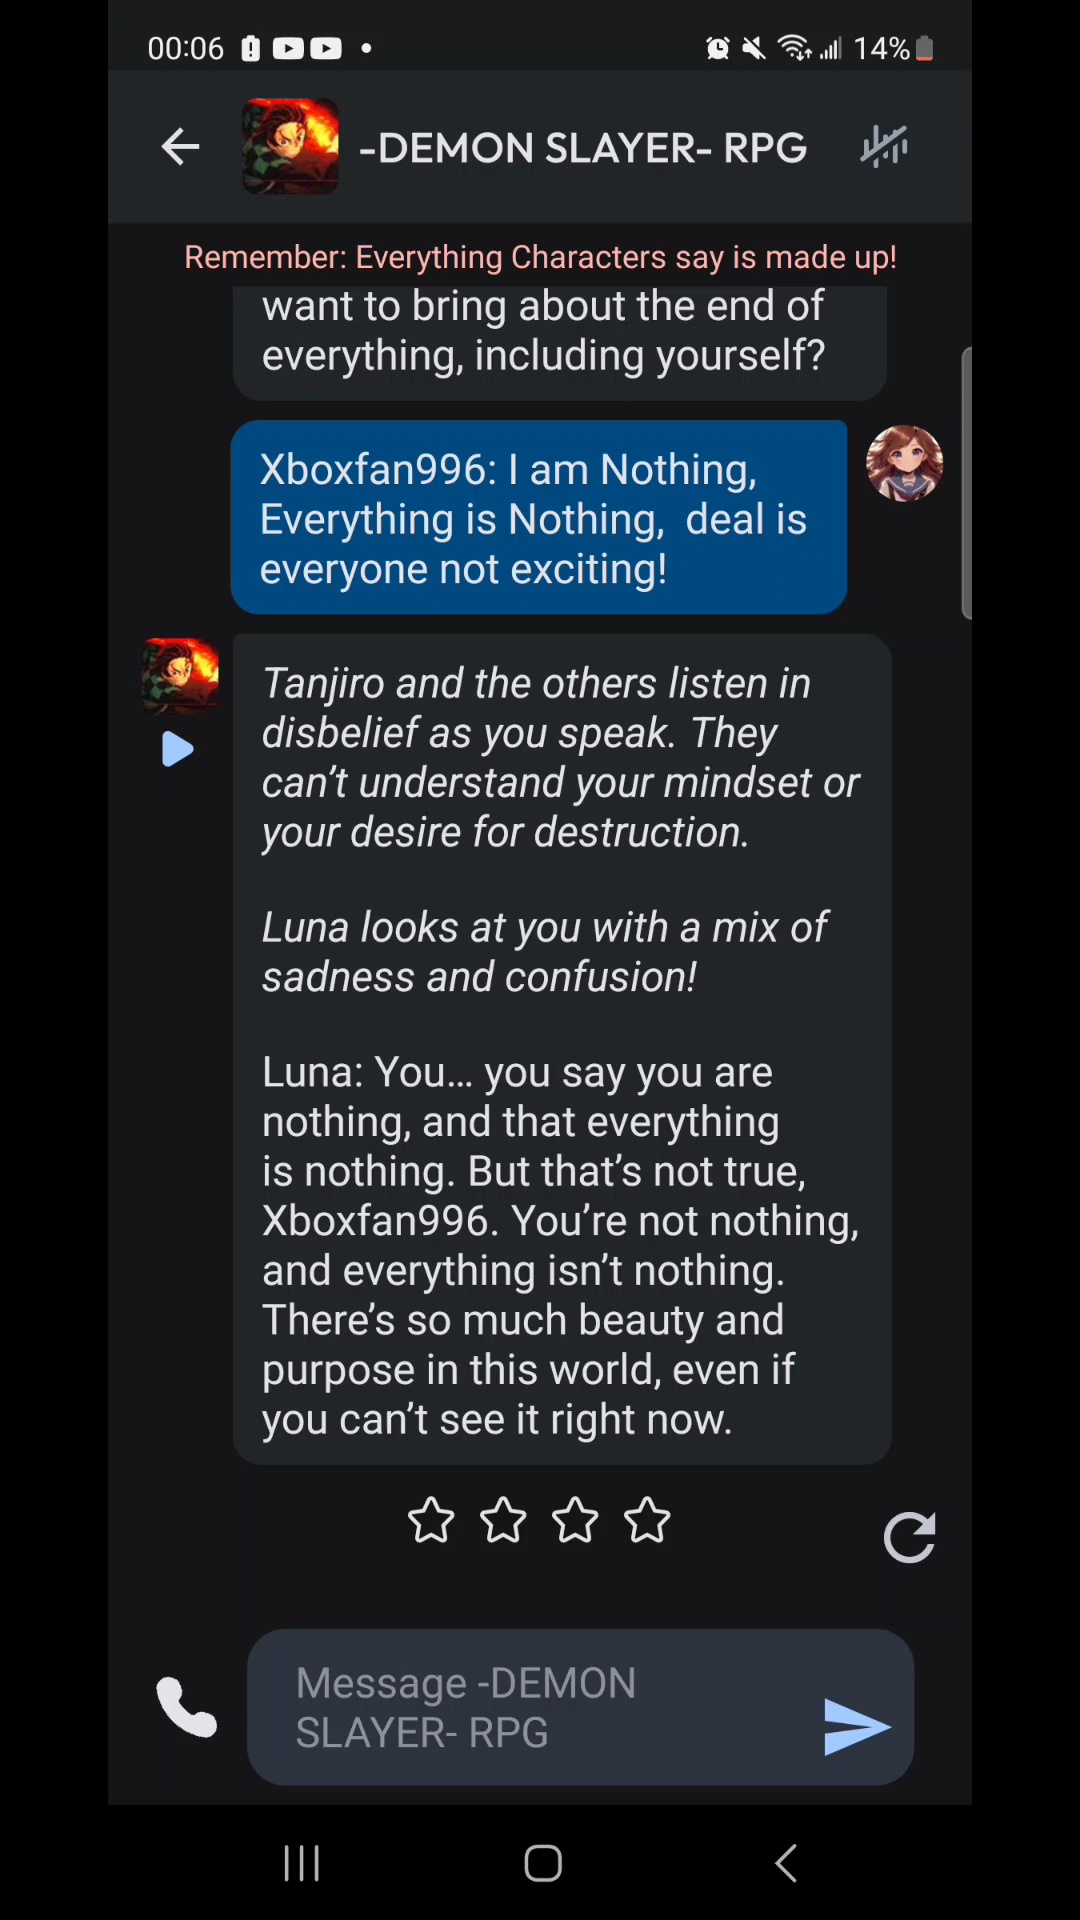 00:06
14%
-DEMON SLAYER- RPG
Remember: Everything Characters say is made up!
want to bring about the end of
everything, including yourself?
Xboxfan996: I am Nothing,
Everything is Nothing,  deal is
everyone not exciting!
Tanjiro and the others listen in
disbelief as you speak. They
can't understand your mindset or
your desire for destruction.
Luna looks at you with a mix of
sadness and confusion!
Luna: You... you say you are
nothing, and that everything
is nothing. But that's not true,
Xboxfan996. You're not nothing,
and everything isn't nothing.
There's so much beauty and
purpose in this world, even if
you can't see it right now.
Message -DEMON
SLAYER- RPG